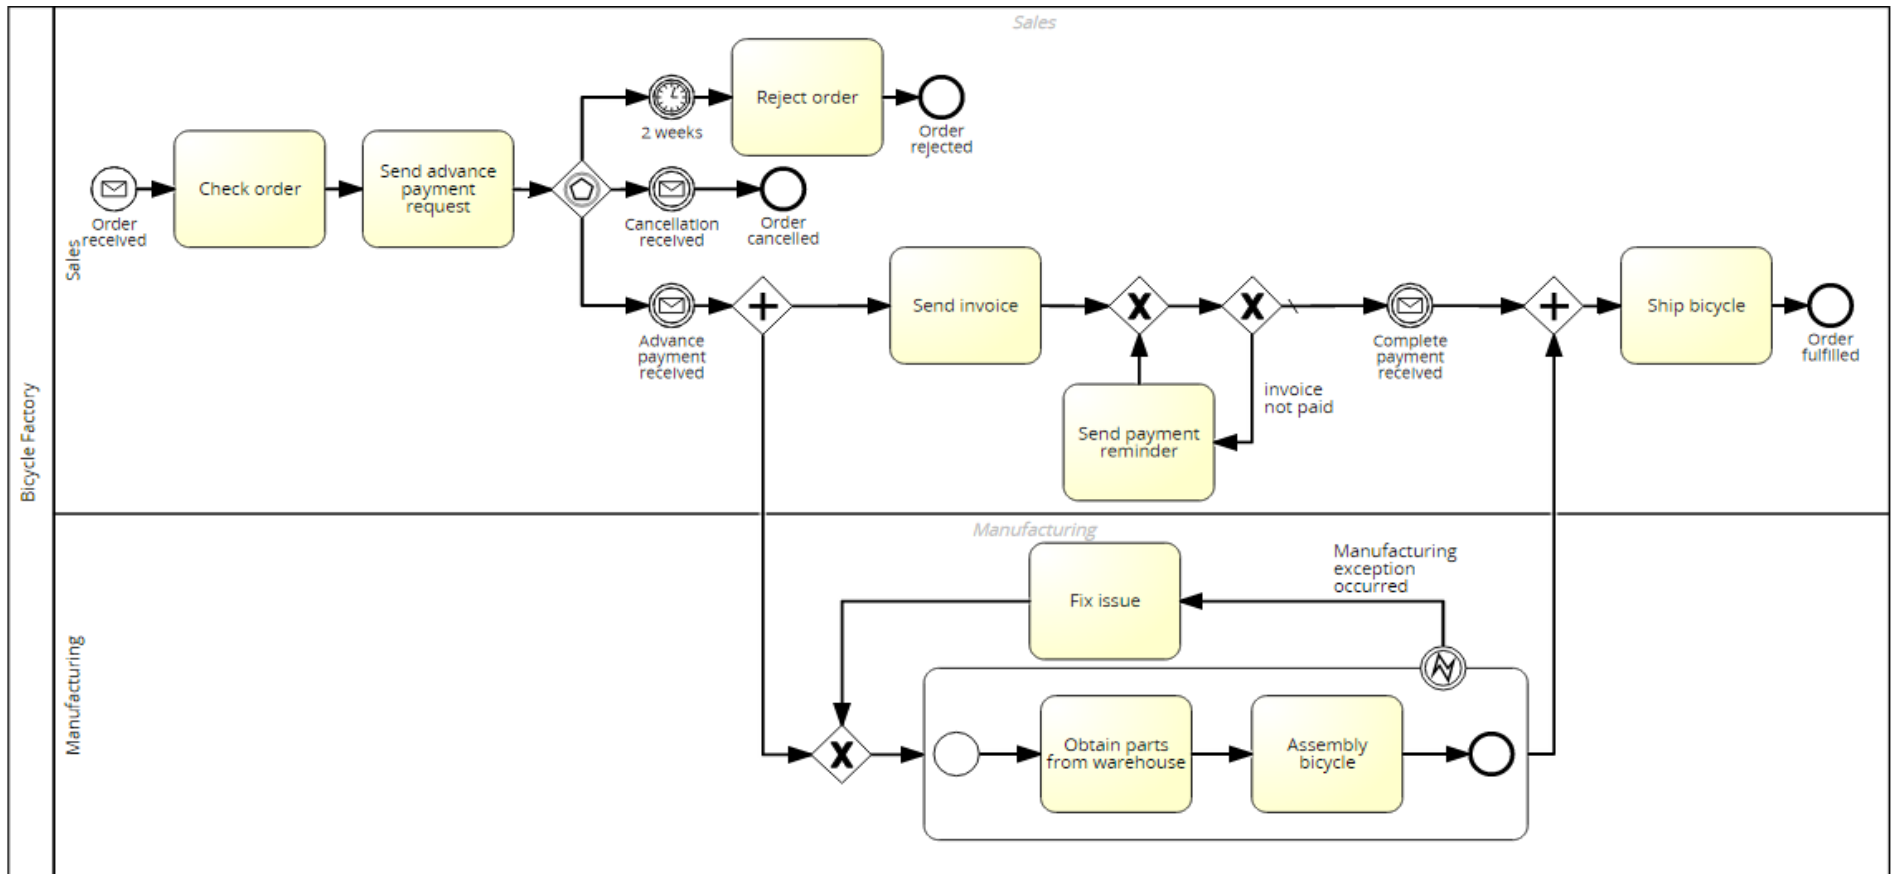 Sales
Bicycle Factory
Sales
Order
received
Check order
Send advance
payment
request
2 weeks
Reject order
Order
rejected
Cancellation
received
Order
cancelled
Advance
payment
received
Send invoice
Send payment
reminder
invoice
not paid
Complete
payment
received
Ship bicycle
Order
fulfilled
Manufacturing
Manufacturing
Fix issue
Manufacturing
exception
occurred
Obtain parts
from warehouse
Assembly
bicycle